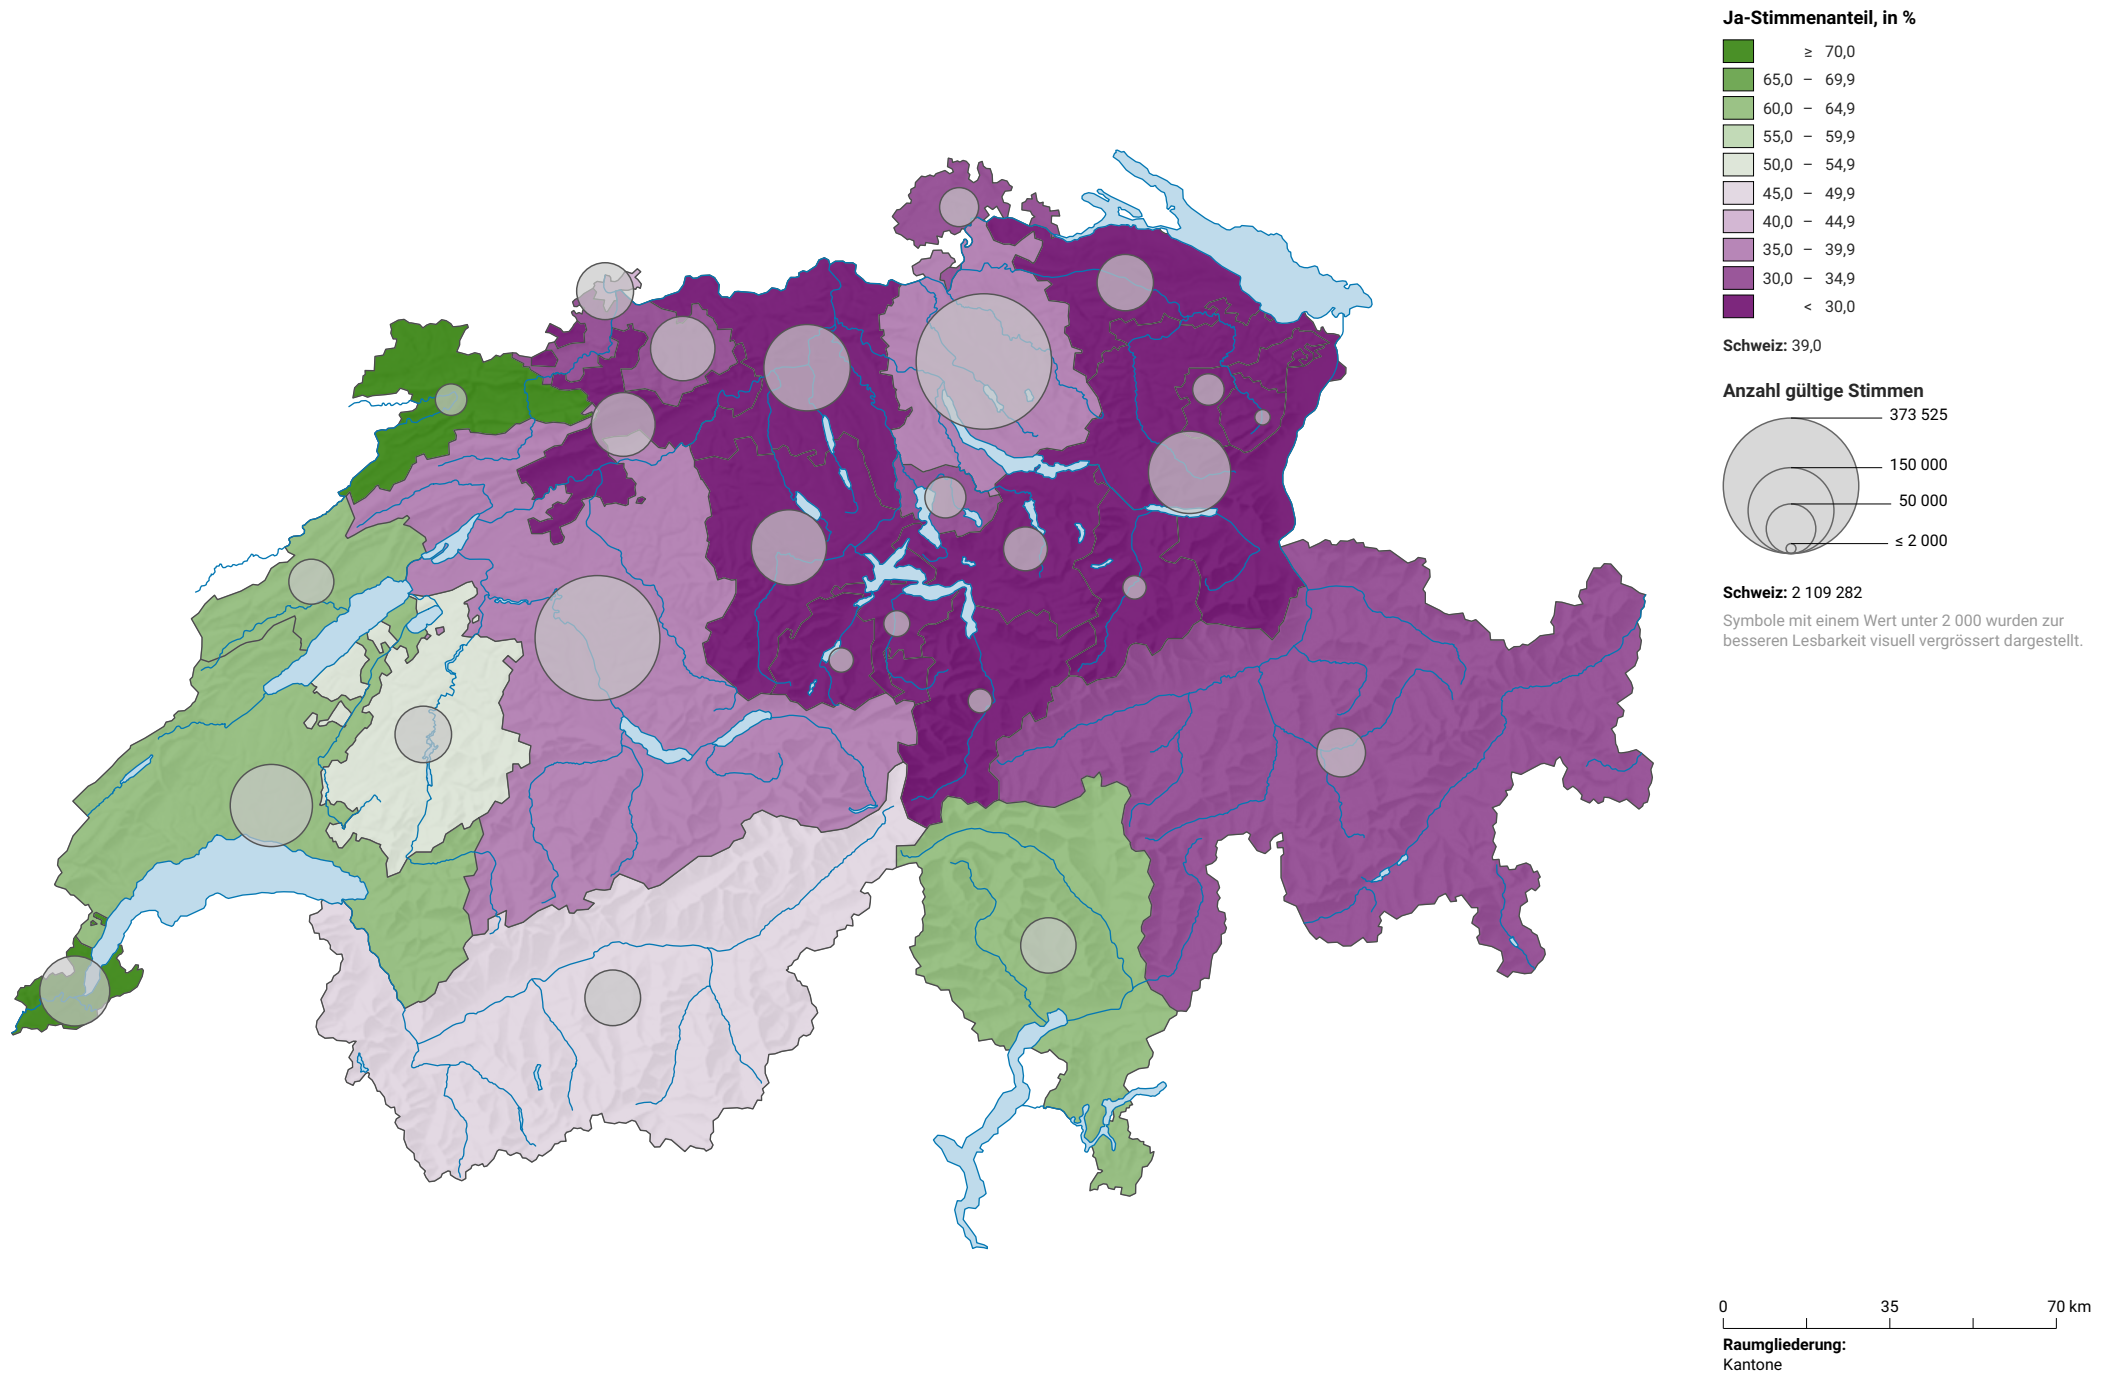 Ja-Stimmenanteil, in %
≥ 70,0
65,0 – 69,9
60,0 – 64,9
55,0 – 59,9
50,0 – 54,9
45,0 – 49,9
40,0 – 44,9
35,0 – 39,9
30,0 – 34,9
< 30,0
Schweiz: 39,0
Anzahl gültige Stimmen
373 525
150 000
50 000
≤ 2 000
Schweiz: 2 109 282
Symbole mit einem Wert unter 2 000 wurden zur
besseren Lesbarkeit visuell vergrössert dargestellt.
0 35 70 km
Raumgliederung:
Kantone